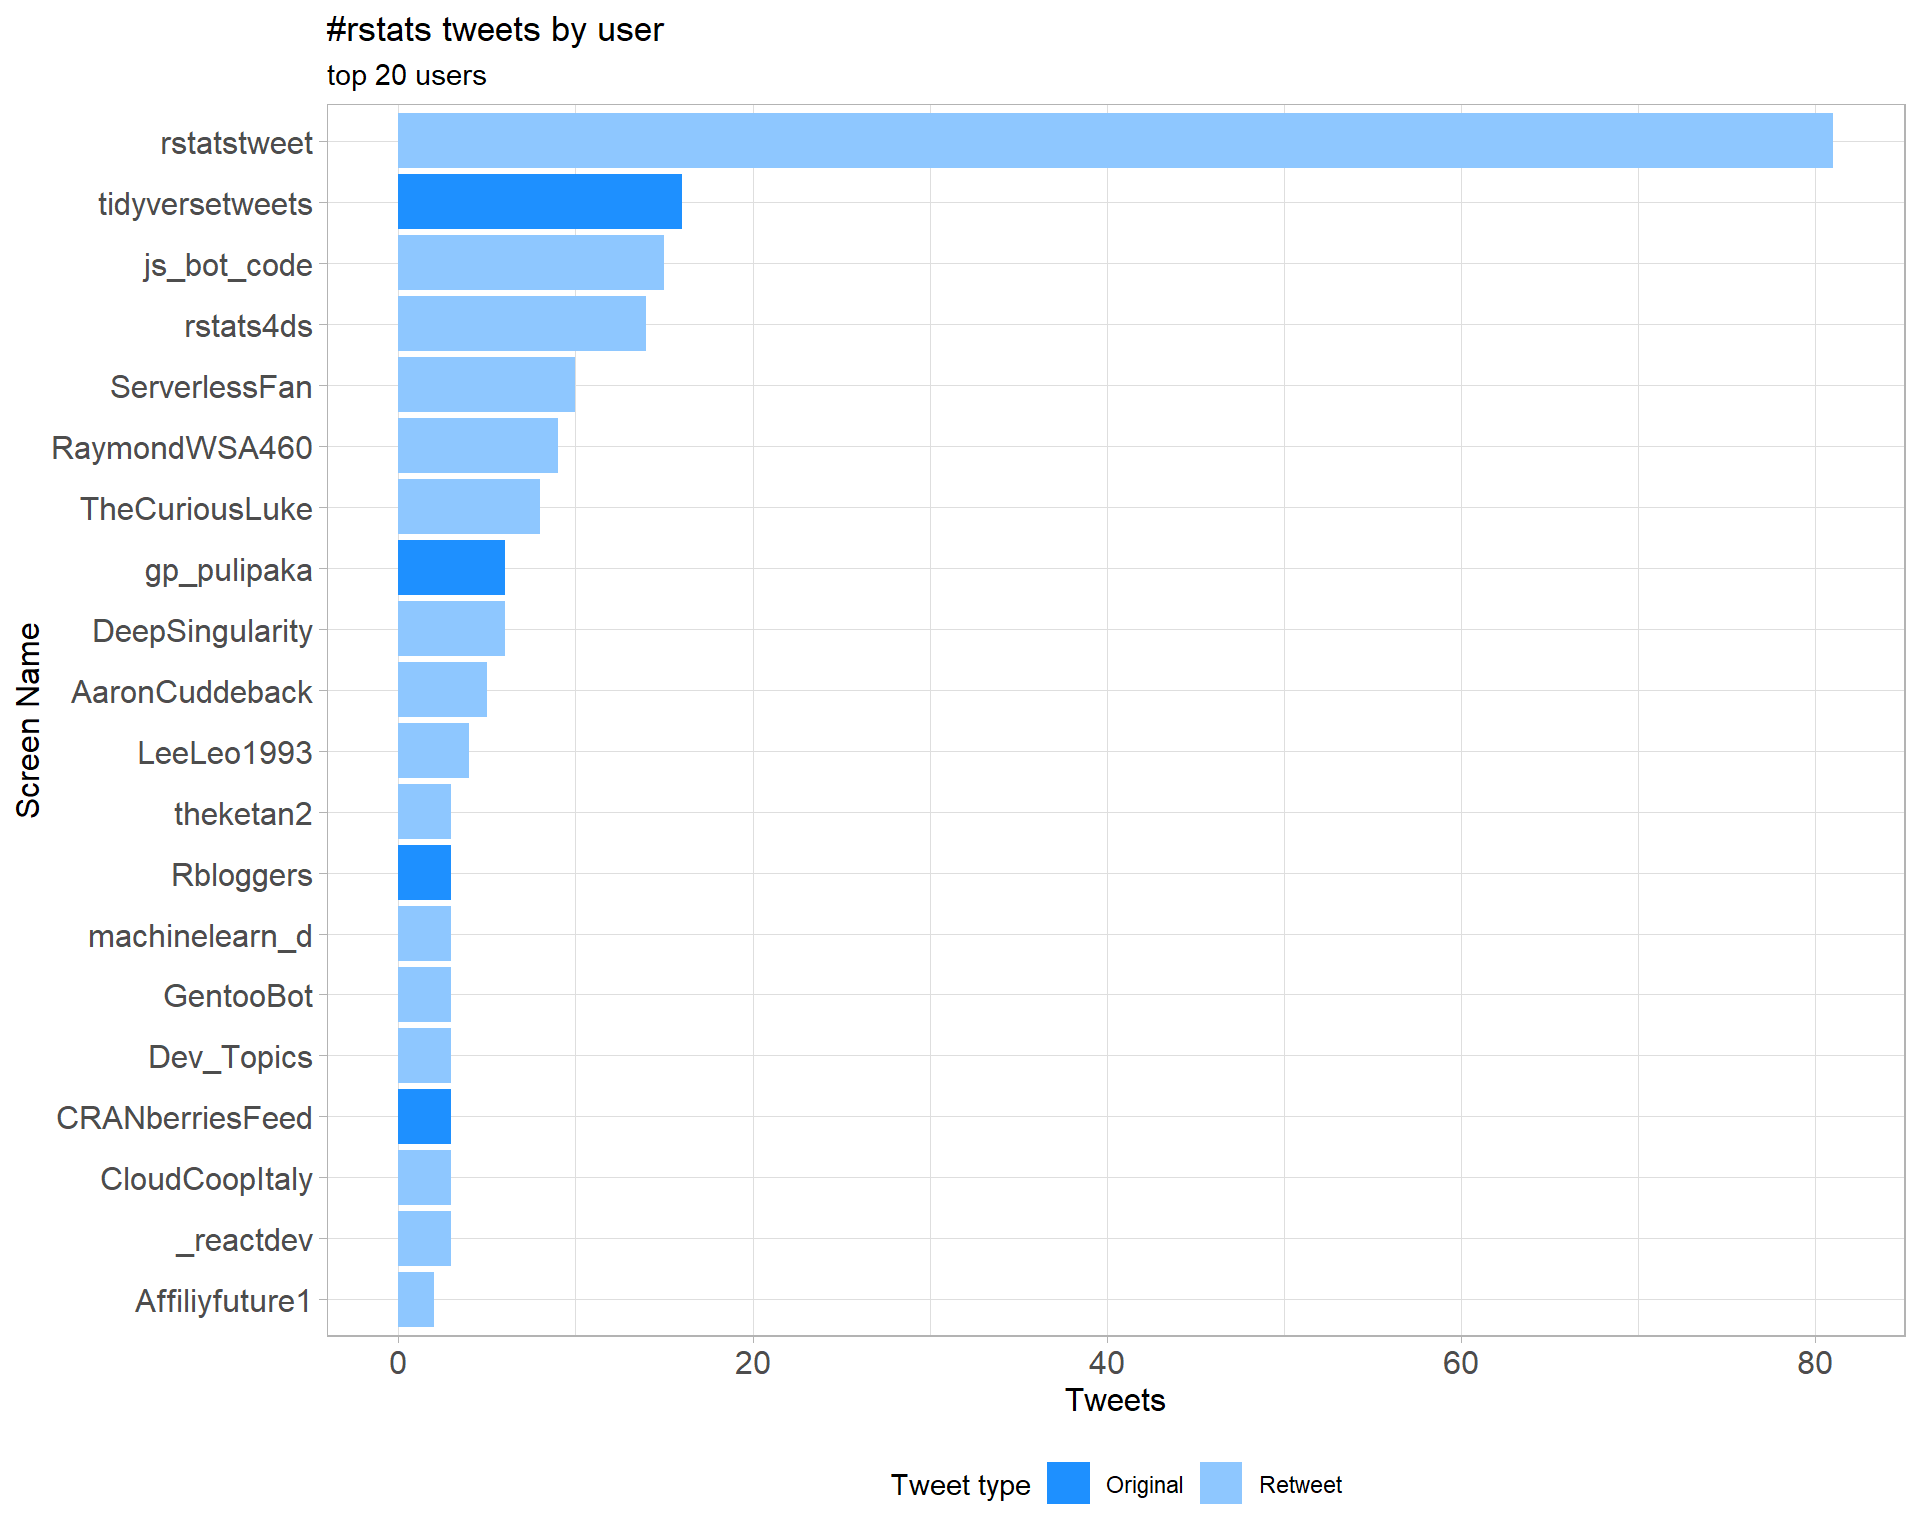 #rstats tweets by user
top 20 users
Screen Name
rstatstweet
tidyversetweets
js_bot_code
rstats4ds
ServerlessFan
RaymondWSA460
TheCuriousLuke
gp_pulipaka
DeepSingularity
AaronCuddeback
LeeLeo1993
theketan2
Rbloggers
machinelearn_d
GentooBot
Dev_Topics
CRANberriesFeed
CloudCoopItaly
_reactdev
Affiliyfuture1
0 20 40 60 80
Tweets
Tweet type Original Retweet